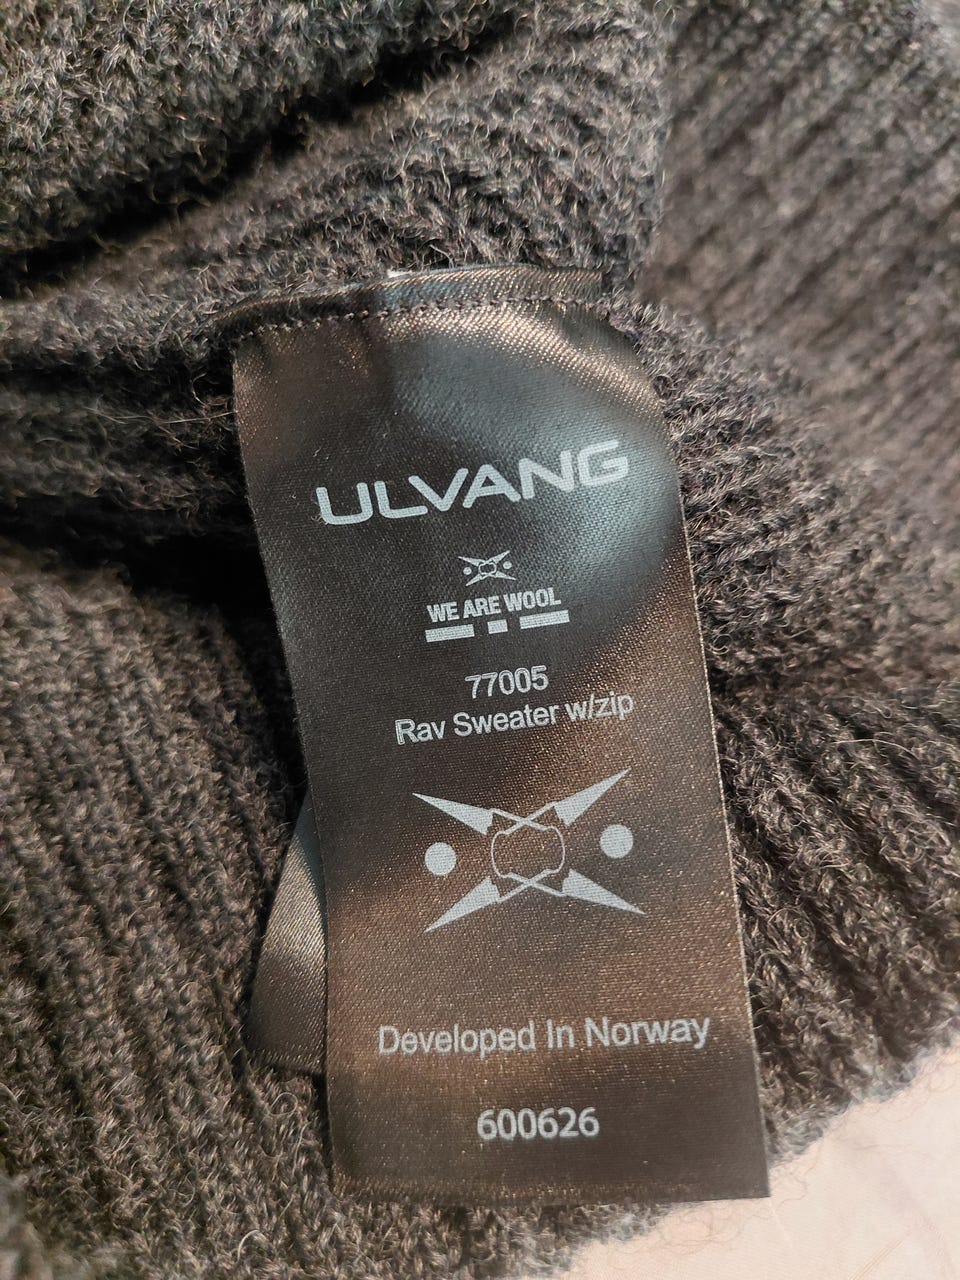 ULVANG
WE ARE WOOL
77005
Rav Sweater w/zip
Developed In Norway
600626